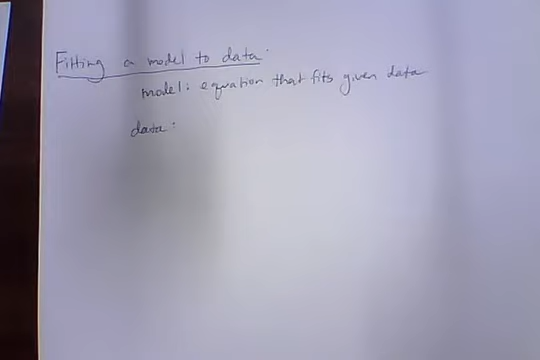 Fitting a model to data:
model: equation that fits given data
data: